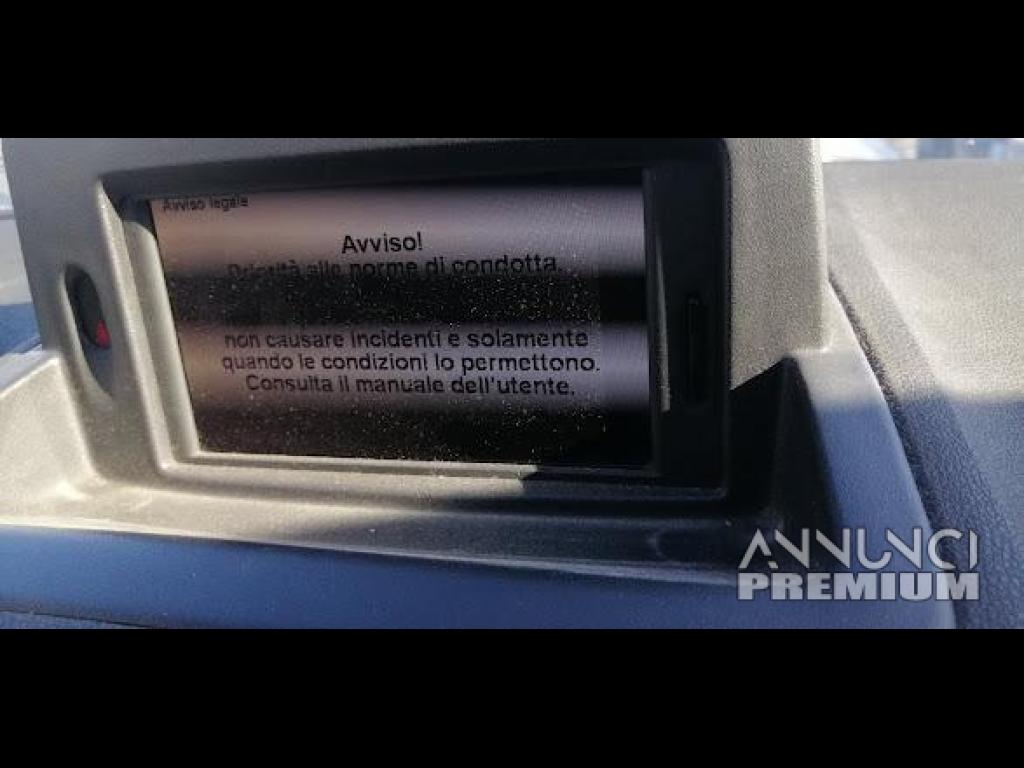 Avviso legale
Avviso!
Priorità alle norme di condotta.
non causare incidenti e solamente
quando le condizioni lo permettono.
Consulta il manuale dell'utente.
ANNUNCI
PREMIUM